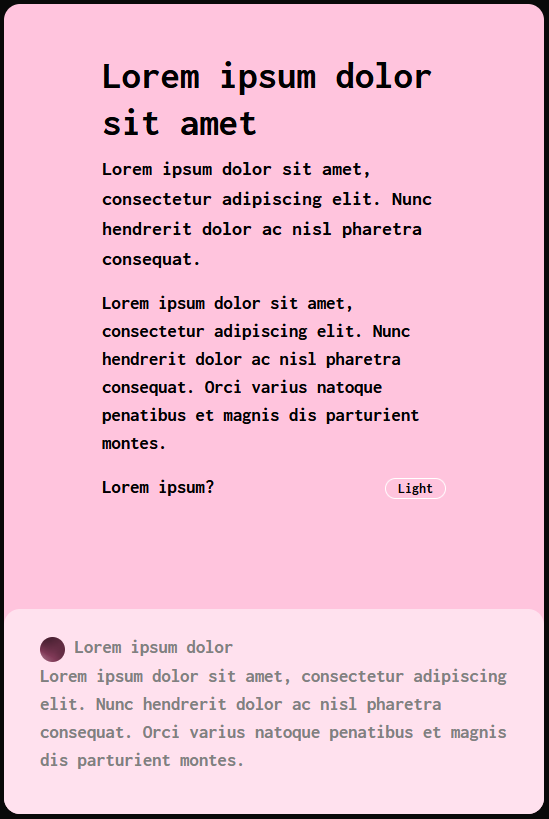 Lorem ipsum dolor
sit amet
Lorem ipsum dolor sit amet,
consectetur adipiscing elit. Nunc
hendrerit dolor ac nisl pharetra
consequat.
Lorem ipsum dolor sit amet,
consectetur adipiscing elit. Nunc
hendrerit dolor ac nisl pharetra
consequat. Orci varius natoque
penatibus et magnis dis parturient
montes.
Lorem ipsum? Light
Lorem ipsum dolor
Lorem ipsum dolor sit amet, consectetur adipiscing
elit. Nunc hendrerit dolor ac nisl pharetra
consequat. Orci varius natoque penatibus et magnis
dis parturient montes.